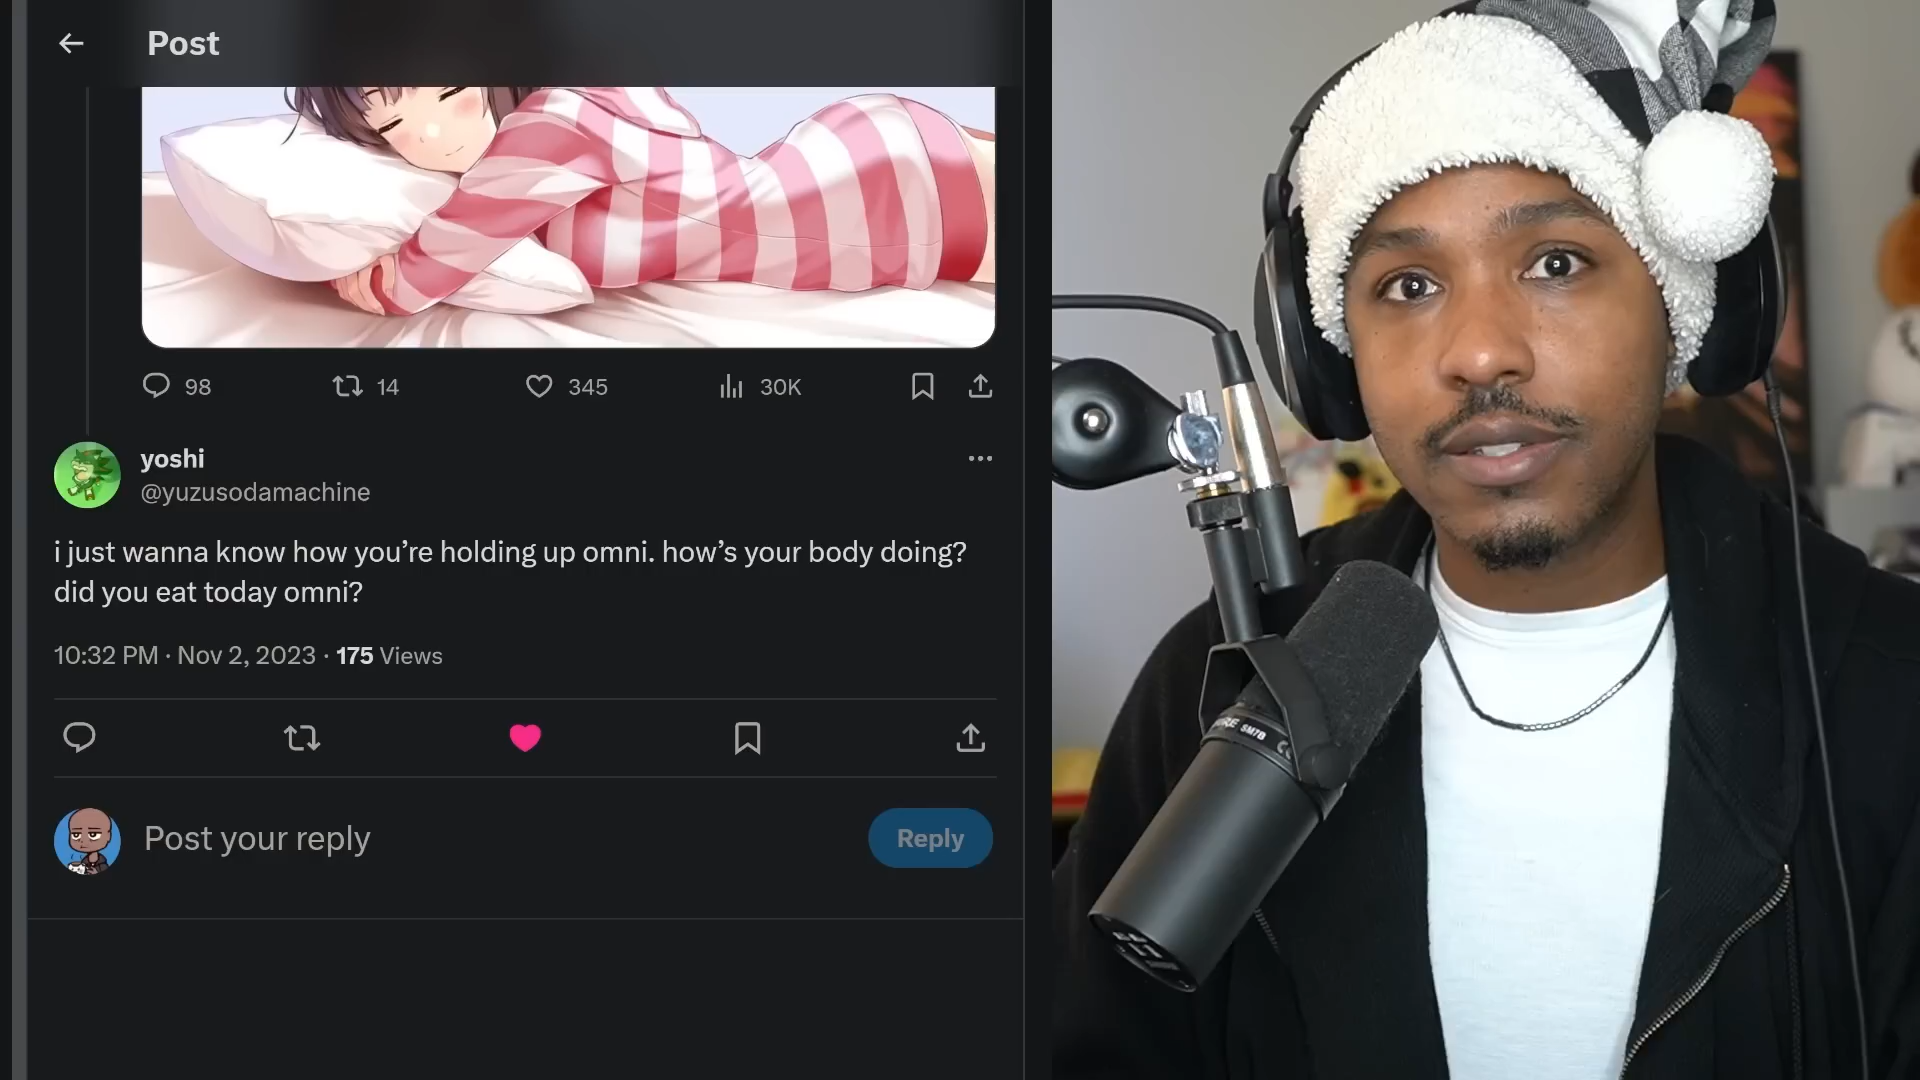 Post
98
14
345
30K
yoshi
@yuzusodamachine
i just wanna know how you’re holding up omni. how’s your body doing?
did you eat today omni?
10:32 PM · Nov 2, 2023 · 175 Views
Post your reply
Reply
SM7B